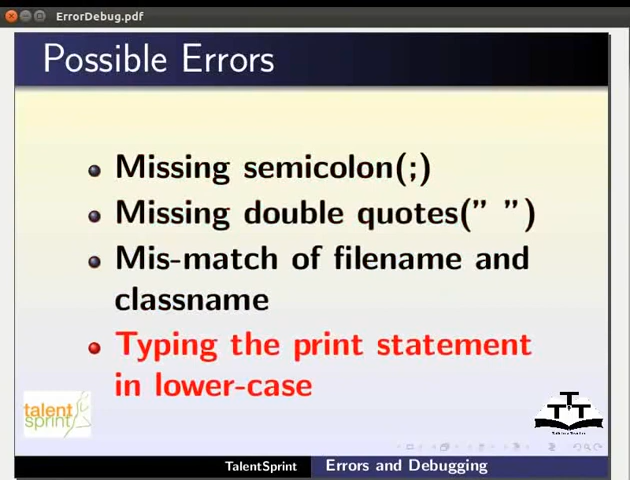 ErrorDebug.pdf
Possible Errors
Missing semicolon(;)
Missing double quotes(” ”)
Mis-match of filename and
classname
Typing the print statement
in lower-case
talent
sprint
TTT
TalentSprint
Errors and Debugging